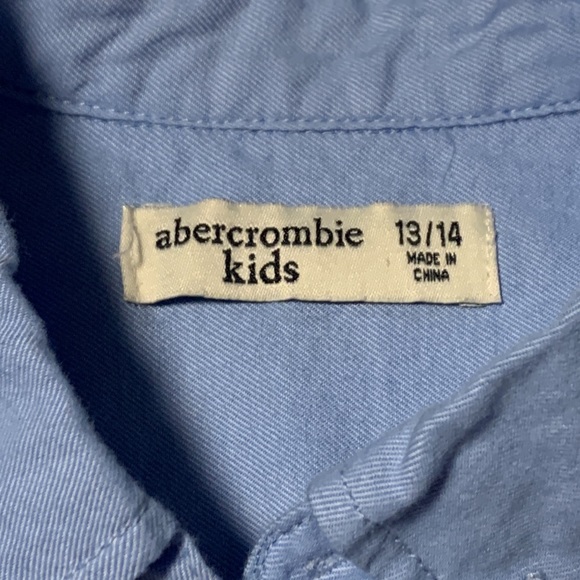 abercrombie
kids
13/14
MADE IN
CHINA